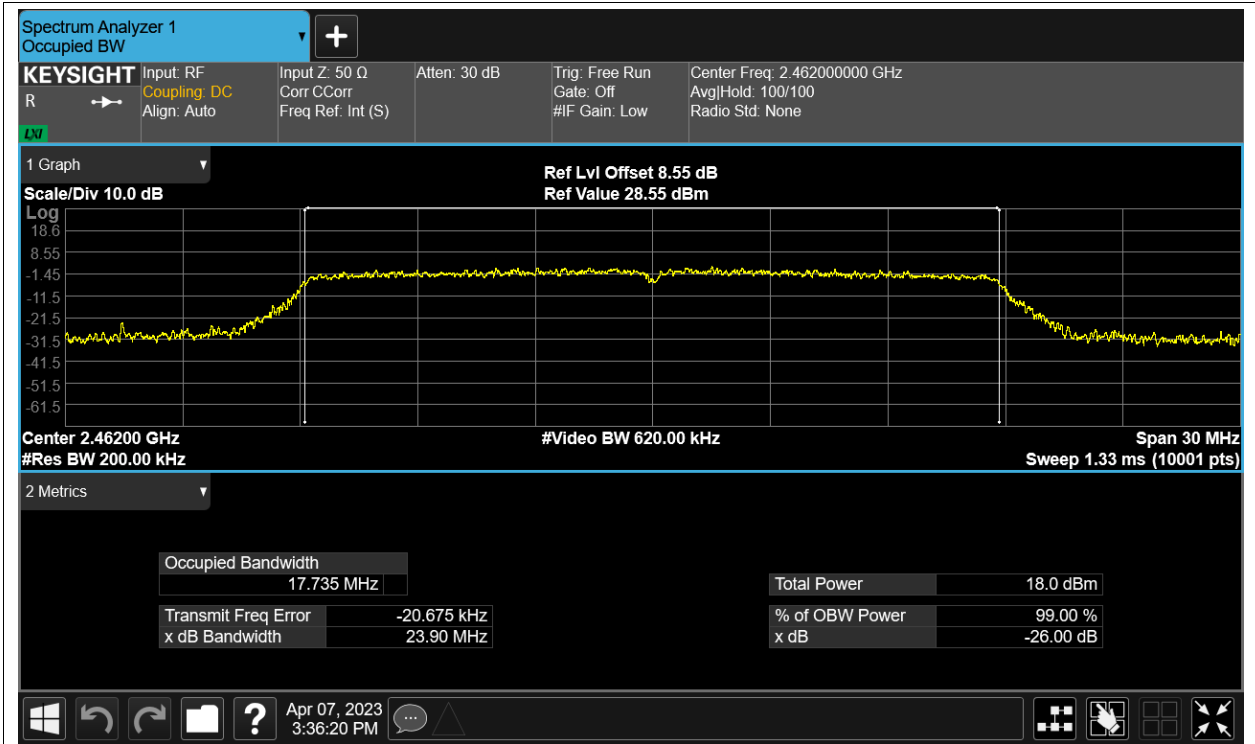 Spectrum Analyzer 1
Occupied BW
KEYSIGHT
R
LXI
Input: RF
Coupling: DC
Align: Auto
Input Z: 50 Ω
Corr CCorr
Freq Ref: Int (S)
Atten: 30 dB
Trig: Free Run
Gate: Off
#IF Gain: Low
Center Freq: 2.462000000 GHz
Avg|Hold: 100/100
Radio Std: None
1 Graph
Scale/Div 10.0 dB
Ref Lvl Offset 8.55 dB
Ref Value 28.55 dBm
Log
18.6
8.55
-1.45
-11.5
-21.5
-31.5
-41.5
-51.5
-61.5
Center 2.46200 GHz
#Video BW 620.00 kHz
Span 30 MHz
#Res BW 200.00 kHz
Sweep 1.33 ms (10001 pts)
2 Metrics
Occupied Bandwidth
17.735 MHz
Total Power 18.0 dBm
Transmit Freq Error -20.675 kHz
% of OBW Power 99.00 %
x dB Bandwidth 23.90 MHz
x dB -26.00 dB
?
Apr 07, 2023
3:36:20 PM